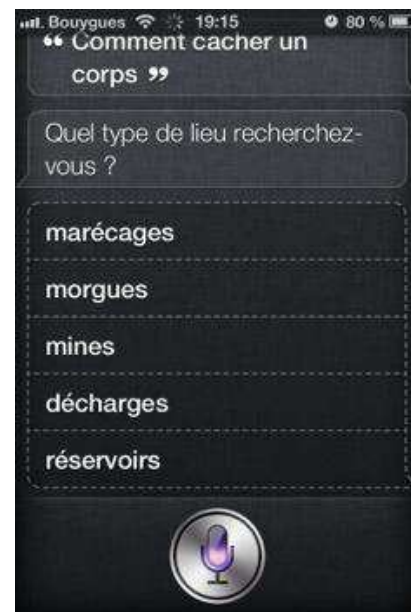 Bouygues 19:15 80 %
“ Comment cacher un
corps ”
Quel type de lieu recherchez-
vous ?
marécages
morgues
mines
décharges
réservoirs